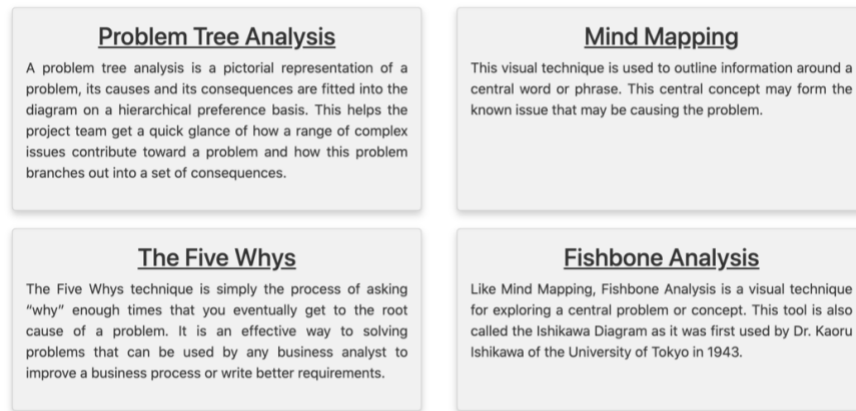 Problem Tree Analysis
A problem tree analysis is a pictorial representation of a
problem, its causes and its consequences are fitted into the
diagram on a hierarchical preference basis. This helps the
project team get a quick glance of how a range of complex
issues contribute toward a problem and how this problem
branches out into a set of consequences.
Mind Mapping
This visual technique is used to outline information around a
central word or phrase. This central concept may form the
known issue that may be causing the problem.
The Five Whys
The Five Whys technique is simply the process of asking
“why” enough times that you eventually get to the root
cause of a problem. It is an effective way to solving
problems that can be used by any business analyst to
improve a business process or write better requirements.
Fishbone Analysis
Like Mind Mapping, Fishbone Analysis is a visual technique
for exploring a central problem or concept. This tool is also
called the Ishikawa Diagram as it was first used by Dr. Kaoru
Ishikawa of the University of Tokyo in 1943.